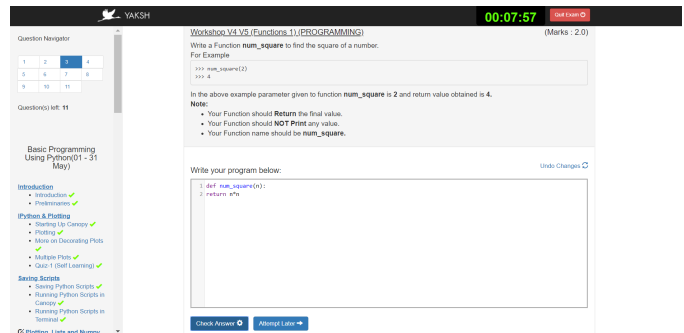 YAKSH
00:07:57
Quit Exam
Question Navigator
1 2 3 4
5 6 7 8
9 10 11
Question(s) left: 11
Basic Programming
Using Python(01 - 31
May)
Introduction
Introduction
Preliminaries
IPython & Plotting
Starting Up Canopy
Plotting
More on Decorating Plots
Multiple Plots
Quiz-1 (Self Learning)
Saving Scripts
Saving Python Scripts
Running Python Scripts in
Canopy
Running Python Scripts in
Terminal
Plotting, Lists and Numpy
Workshop V4 V5 (Functions 1) (PROGRAMMING)
(Marks : 2.0)
Write a Function num_square to find the square of a number.
For Example
>>> num_square(2)
>>> 4
In the above example parameter given to function num_square is 2 and return value obtained is 4.
Note:
Your Function should Return the final value.
Your Function should NOT Print any value.
Your Function name should be num_square.
Undo Changes
Write your program below:
1 def num_square(n):
2 return n*n
Check Answer
Attempt Later